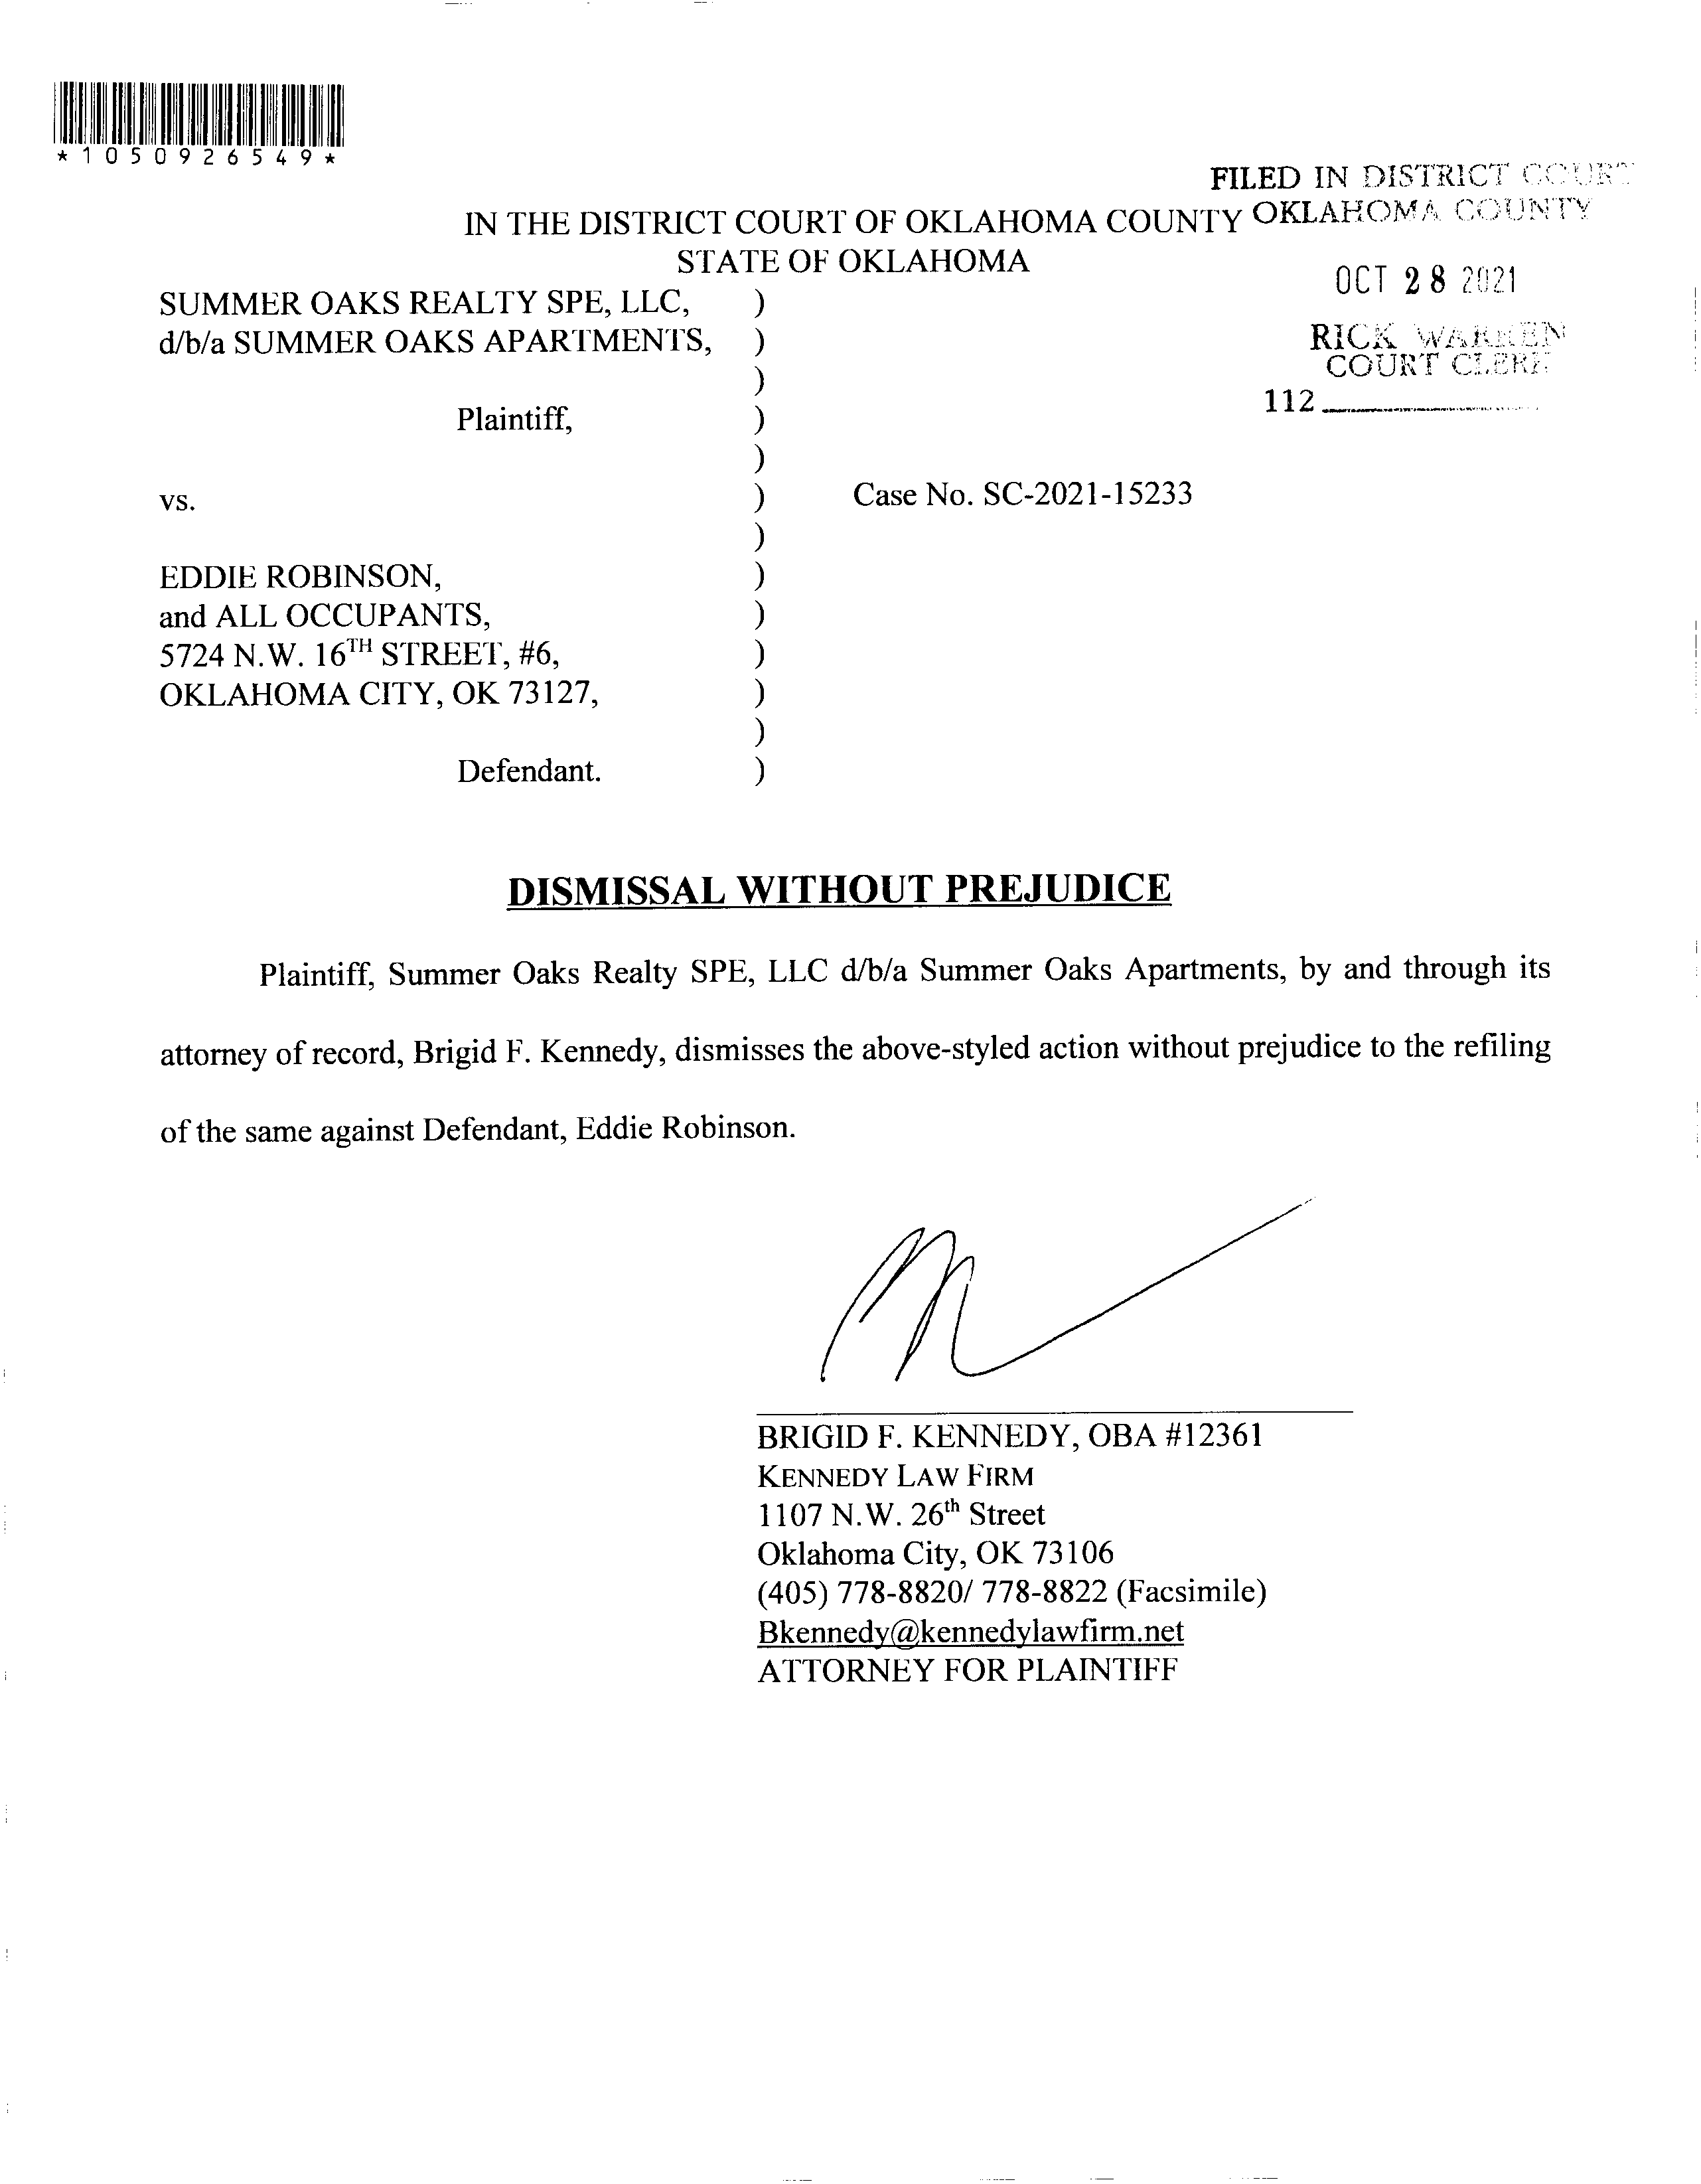 *1050926549*
FILED IN DISTRICT COURT
OKLAHOMA COUNTY
IN THE DISTRICT COURT OF OKLAHOMA COUNTY
STATE OF OKLAHOMA
OCT 28 2021
RICK WARREN
COURT CLERK
112
SUMMER OAKS REALTY SPE, LLC, )
d/b/a SUMMER OAKS APARTMENTS, )
)
Plaintiff, )
)
vs. ) Case No. SC-2021-15233
)
EDDIE ROBINSON, )
and ALL OCCUPANTS, )
5724 N.W. 16TH STREET, #6, )
OKLAHOMA CITY, OK 73127, )
)
Defendant. )
DISMISSAL WITHOUT PREJUDICE
Plaintiff, Summer Oaks Realty SPE, LLC d/b/a Summer Oaks Apartments, by and through its
attorney of record, Brigid F. Kennedy, dismisses the above-styled action without prejudice to the refiling
of the same against Defendant, Eddie Robinson.
BRIGID F. KENNEDY, OBA #12361
KENNEDY LAW FIRM
1107 N.W. 26th Street
Oklahoma City, OK 73106
(405) 778-8820/ 778-8822 (Facsimile)
Bkennedy@kennedylawfirm.net
ATTORNEY FOR PLAINTIFF